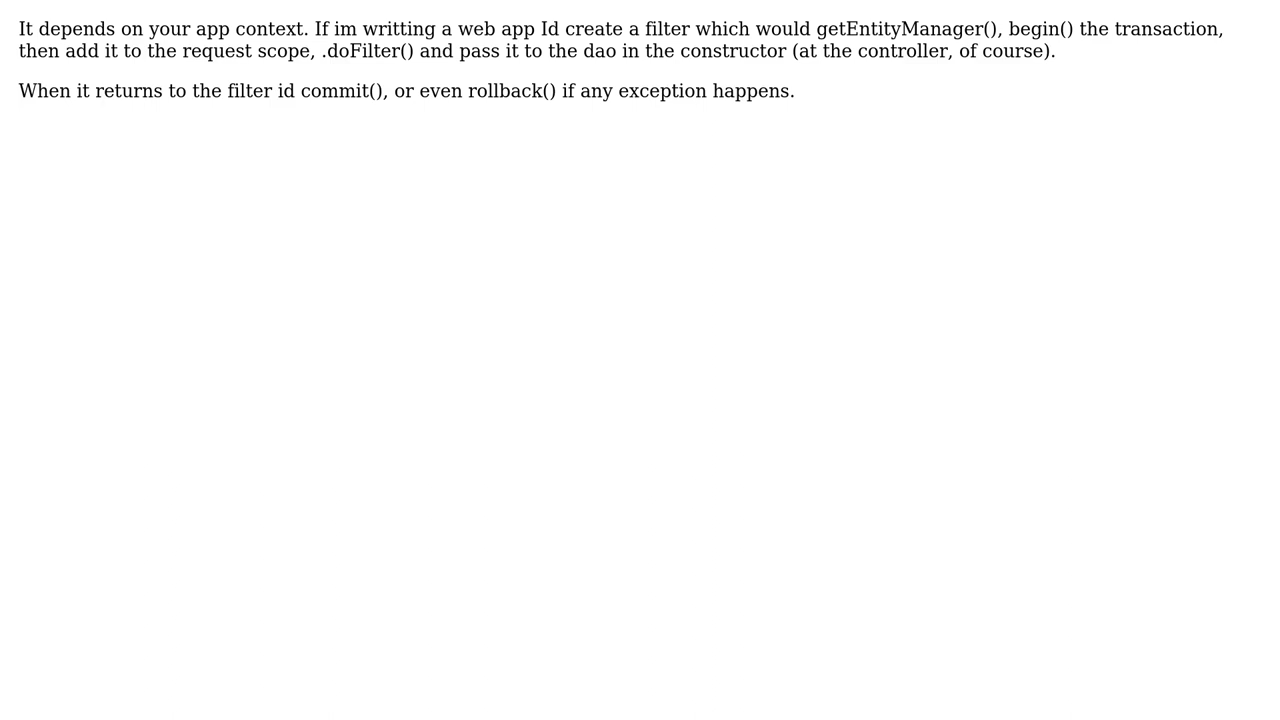 It depends on your app context. If im writting a web app Id create a filter which would getEntityManager(), begin() the transaction,
then add it to the request scope, .doFilter() and pass it to the dao in the constructor (at the controller, of course).
When it returns to the filter id commit(), or even rollback() if any exception happens.